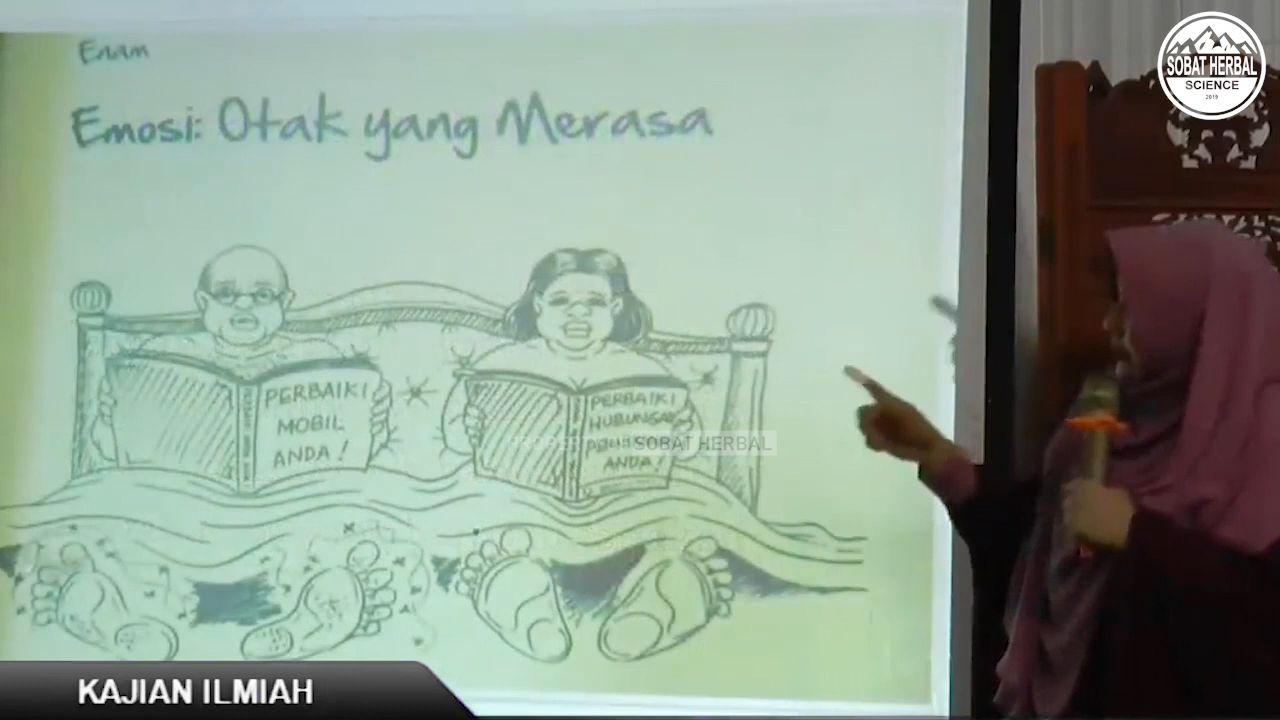 Enam
Emosi: Otak yang Merasa
PERBAIKI
MOBIL
ANDA!
PERBAIKI
HUBUNGAN
ANDA!
SOBAT HERBAL
SOBAT HERBAL
SCIENCE
2019
KAJIAN ILMIAH